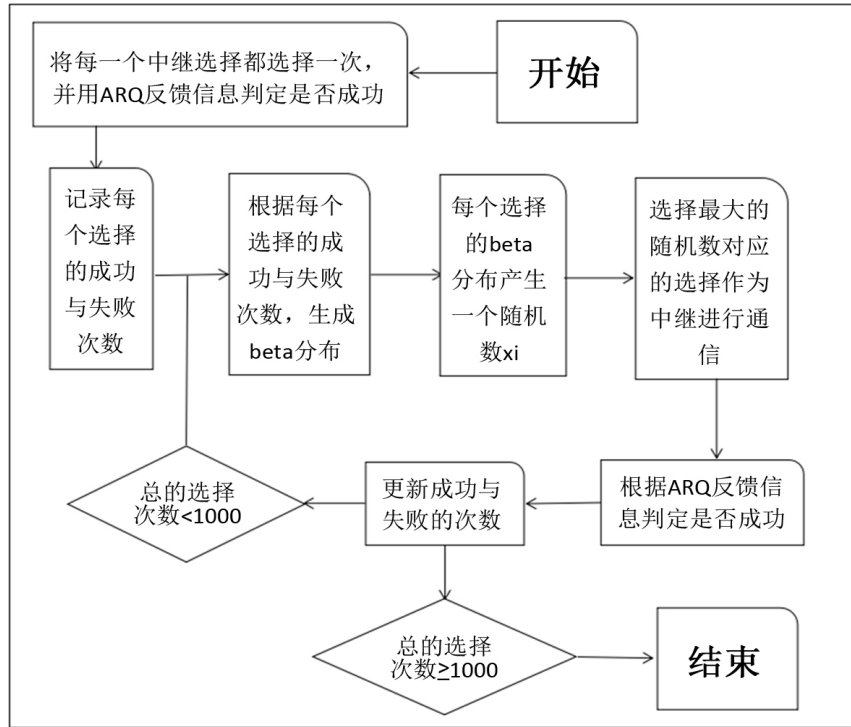 开始
将每一个中继选择都选择一次，
并用ARQ反馈信息判定是否成功
记录每
个选择
的成功
与失败
次数
根据每个
选择的成
功与失败
次数，生成
beta分布
每个选择
的beta
分布产生
一个随机
数xi
选择最大的
随机数对应
的选择作为
中继进行通
信
根据ARQ反馈信
息判定是否成功
更新成功与
失败的次数
总的选择
次数<1000
总的选择
次数≥1000
结束